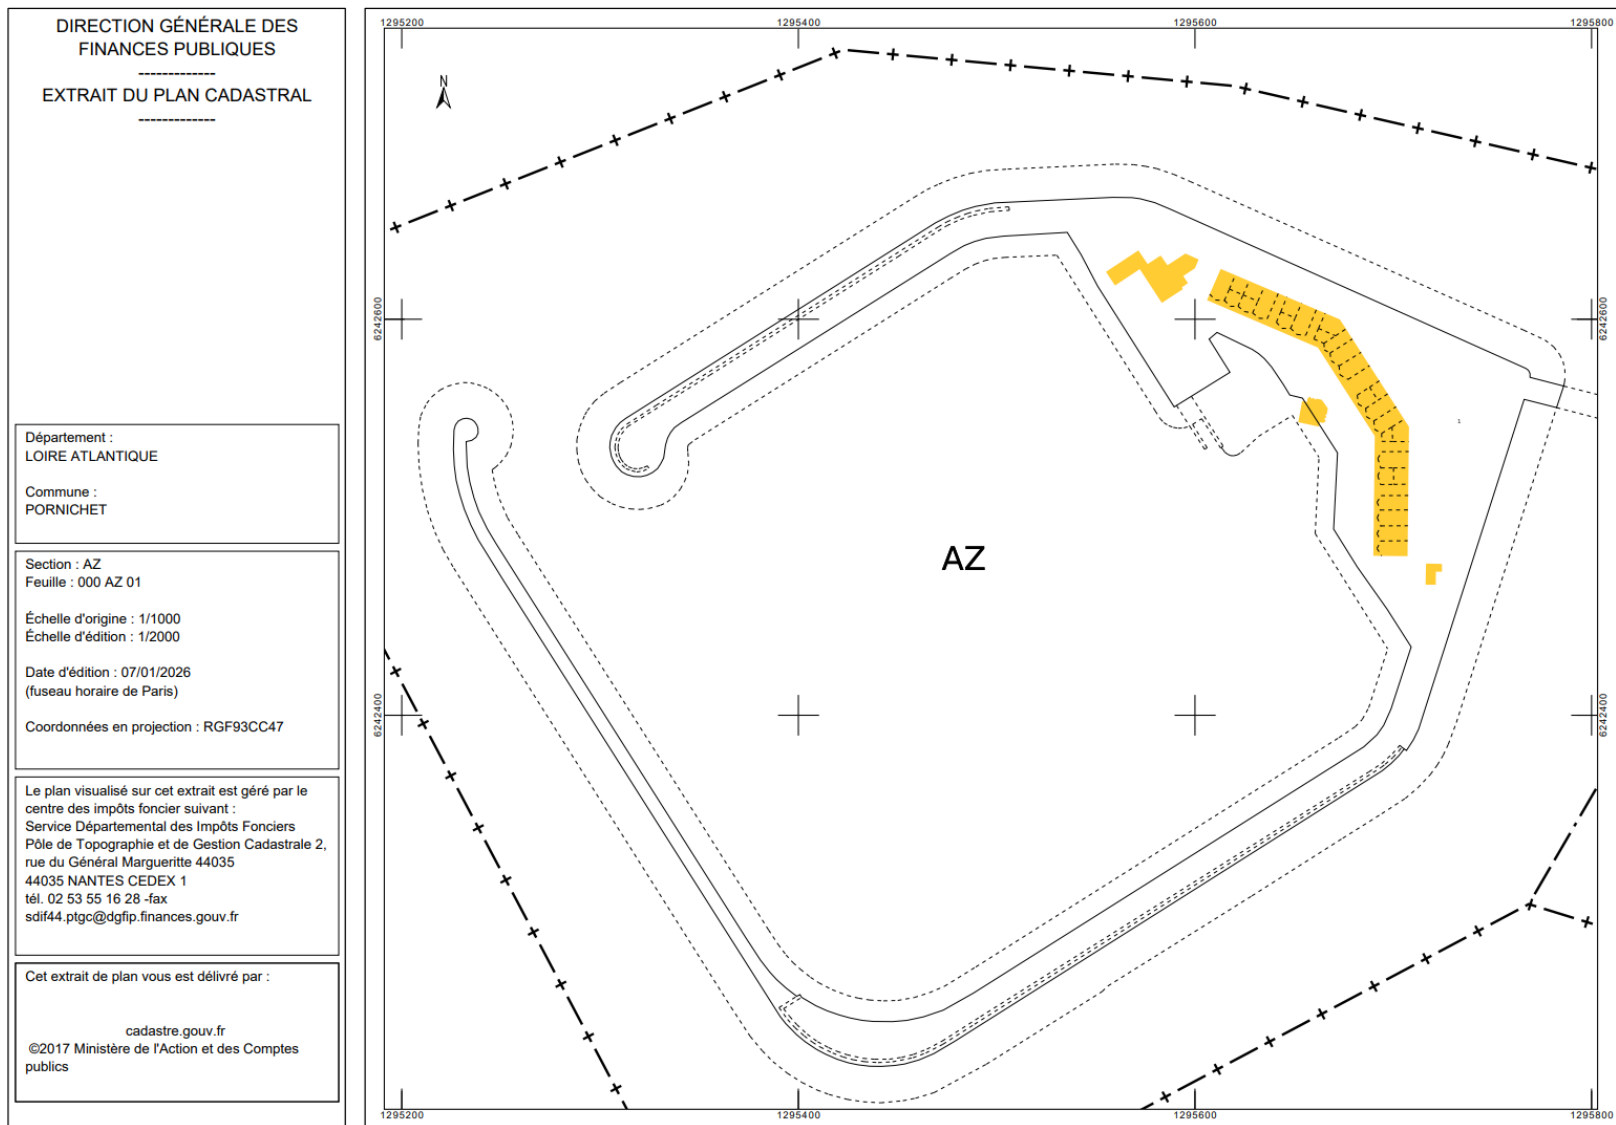 DIRECTION GÉNÉRALE DES
FINANCES PUBLIQUES
-------------
EXTRAIT DU PLAN CADASTRAL
-------------
Département :
LOIRE ATLANTIQUE
Commune :
PORNICHET
Section : AZ
Feuille : 000 AZ 01
Échelle d'origine : 1/1000
Échelle d'édition : 1/2000
Date d'édition : 07/01/2026
(fuseau horaire de Paris)
Coordonnées en projection : RGF93CC47
Le plan visualisé sur cet extrait est géré par le
centre des impôts foncier suivant :
Service Départemental des Impôts Fonciers
Pôle de Topographie et de Gestion Cadastrale 2,
rue du Général Margueritte 44035
44035 NANTES CEDEX 1
tél. 02 53 55 16 28 -fax
sdif44.ptgc@dgfip.finances.gouv.fr
Cet extrait de plan vous est délivré par :
cadastre.gouv.fr
©2017 Ministère de l'Action et des Comptes
publics
1295200
1295400
1295600
1295800
N
6242600
6242600
1
AZ
6242400
6242400
1295200
1295400
1295600
1295800